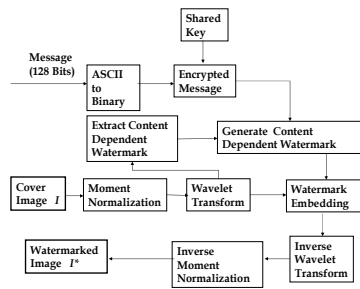 Shared
Key
Message
(128 Bits)
ASCII
to
Binary
Encrypted
Message
Extract Content
Dependent
Watermark
Generate Content
Dependent Watermark
Cover
Image I
Moment
Normalization
Wavelet
Transform
Watermark
Embedding
Watermarked
Image I*
Inverse
Moment
Normalization
Inverse
Wavelet
Transform